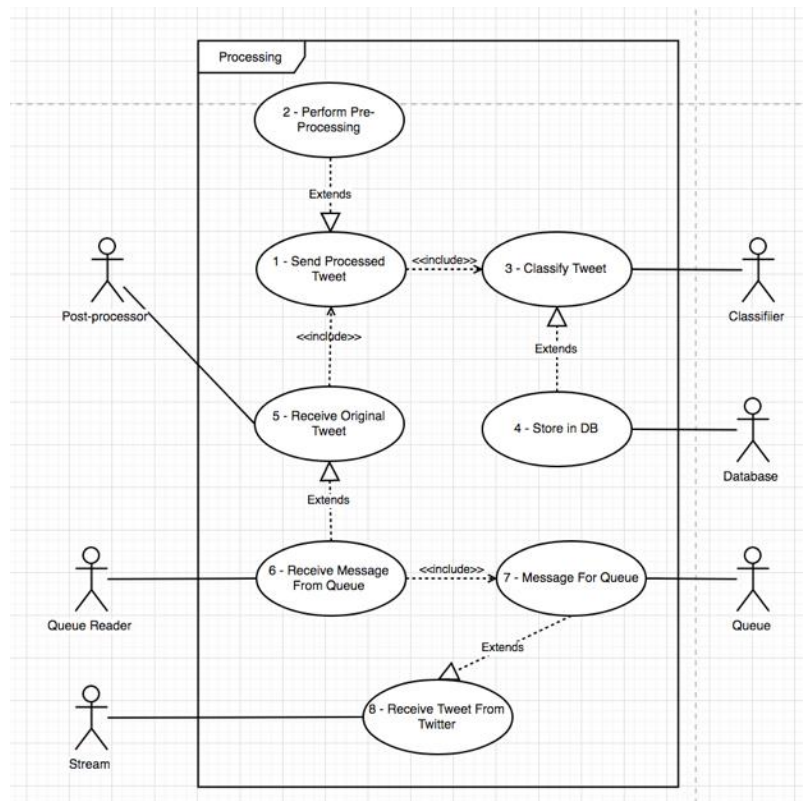 Processing
2 - Perform Pre-
Processing
Extends
1 - Send Processed
Tweet
<<include>>
3 - Classify Tweet
Post-processor
Classifiier
<<include>>
Extends
5 - Receive Original
Tweet
4 - Store in DB
Database
Extends
6 - Receive Message
From Queue
<<include>>
7 - Message For Queue
Queue Reader
Queue
Extends
8 - Receive Tweet From
Twitter
Stream